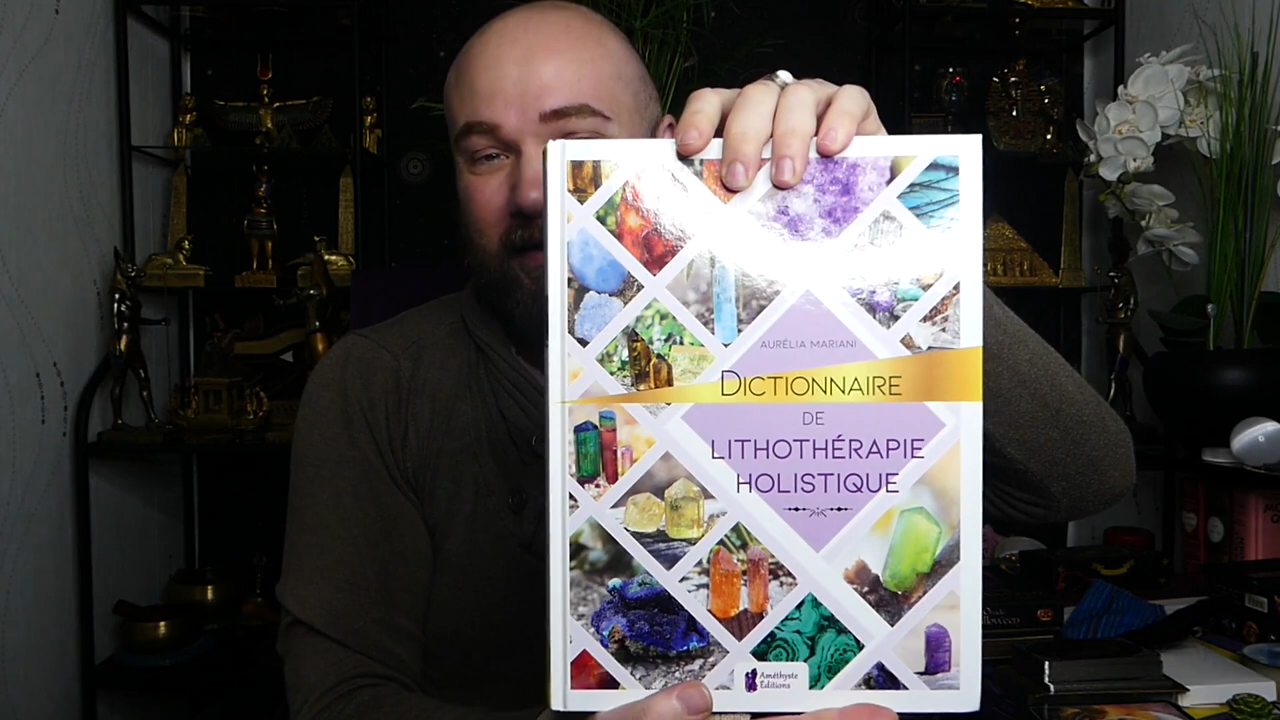 AURÉLIA MARIANI
DICTIONNAIRE
DE
LITHOTHÉRAPIE
HOLISTIQUE
Améthyste
Éditions